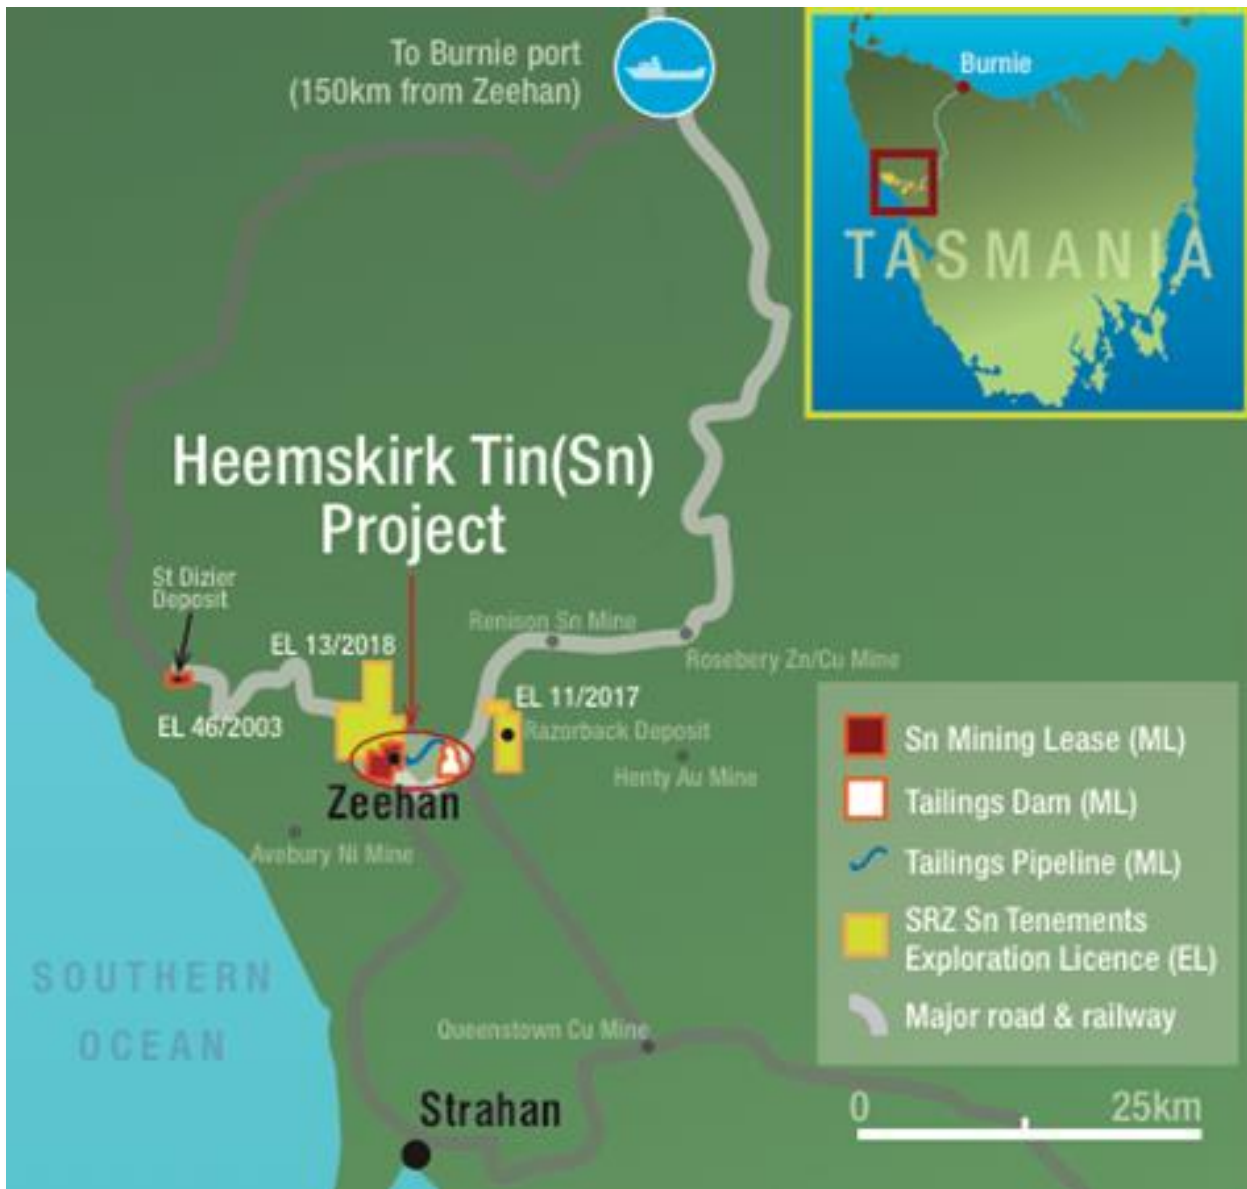 To Burnie port
(150km from Zeehan)
Burnie
TASMANIA
Heemskirk Tin(Sn)
Project
St Dizier
Deposit
EL 13/2018
Renison Sn Mine
Rosebery Zn/Cu Mine
EL 46/2003
EL 11/2017
Razorback Deposit
Henty Au Mine
Zeehan
Avebury Ni Mine
Sn Mining Lease (ML)
Tailings Dam (ML)
Tailings Pipeline (ML)
SRZ Sn Tenements
Exploration Licence (EL)
Major road & railway
SOUTHERN
OCEAN
Queenstown Cu Mine
Strahan
0 25km